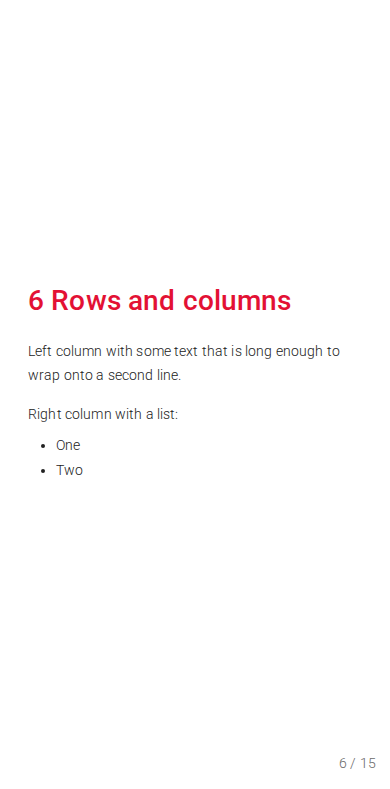 6 Rows and columns
Left column with some text that is long enough to
wrap onto a second line.
Right column with a list:
• One
• Two
6 / 15